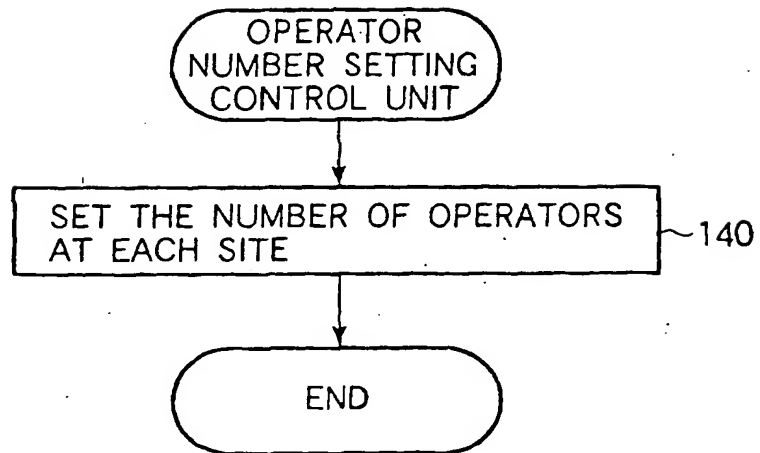 OPERATOR
NUMBER SETTING
CONTROL UNIT
SET THE NUMBER OF OPERATORS
AT EACH SITE
140
END